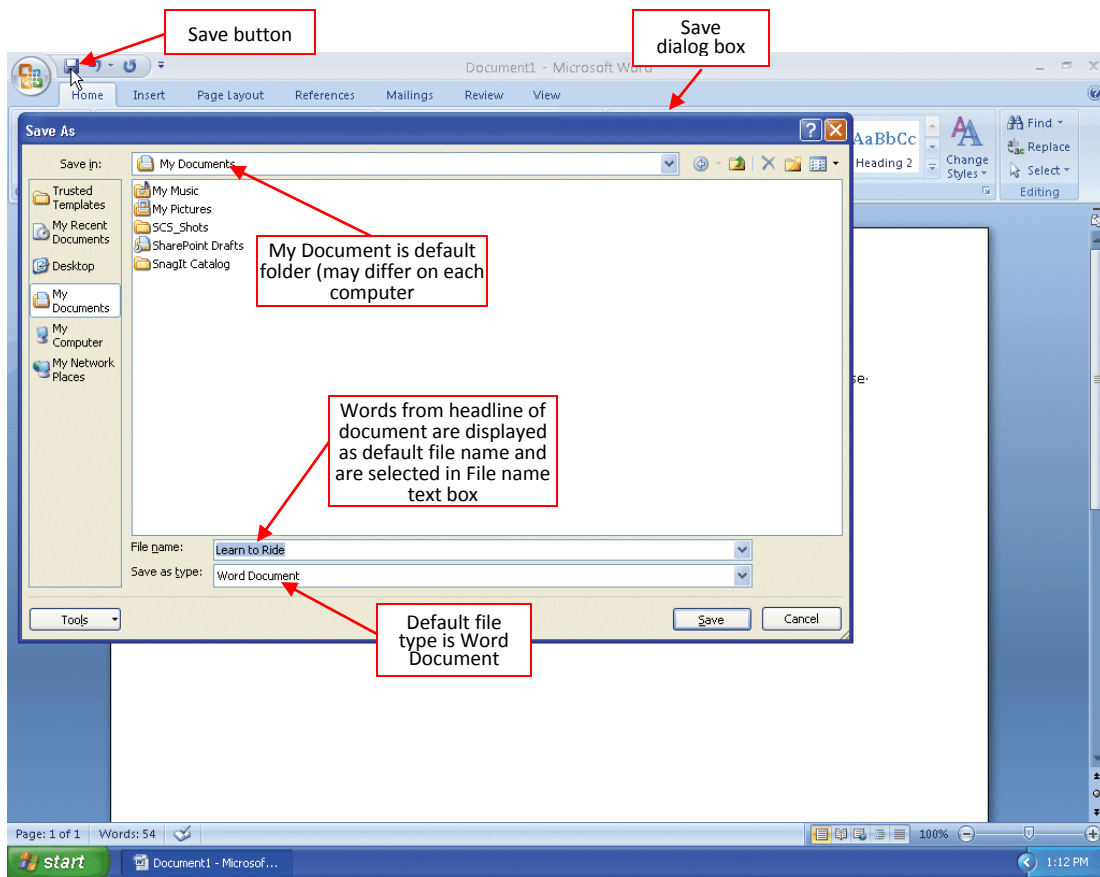 Save button
Save
dialog box
Document1 - Microsoft Word
Home Insert Page Layout References Mailings Review View
Save As
AaBbCc
Heading 2
Change
Styles
Find
Replace
Select
Editing
Save in:
My Documents
Trusted
Templates
My Recent
Documents
Desktop
My
Documents
My
Computer
My Network
Places
My Music
My Pictures
SCS_Shots
SharePoint Drafts
SnagIt Catalog
My Document is default
folder (may differ on each
computer
se·
Words from headline of
document are displayed
as default file name and
are selected in File name
text box
File name:
Learn to Ride
Save as type:
Word Document
Tools
Save
Cancel
Default file
type is Word
Document
Page: 1 of 1 Words: 54
100%
start
Document1 - Microsof...
1:12 PM